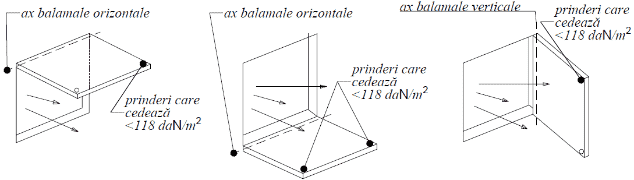 ax balamale orizontale
prinderi care
cedează
<118 daN/m²
ax balamale orizontale
prinderi care
cedează
<118 daN/m²
ax balamale verticale
prinderi care
cedează
<118 daN/m²